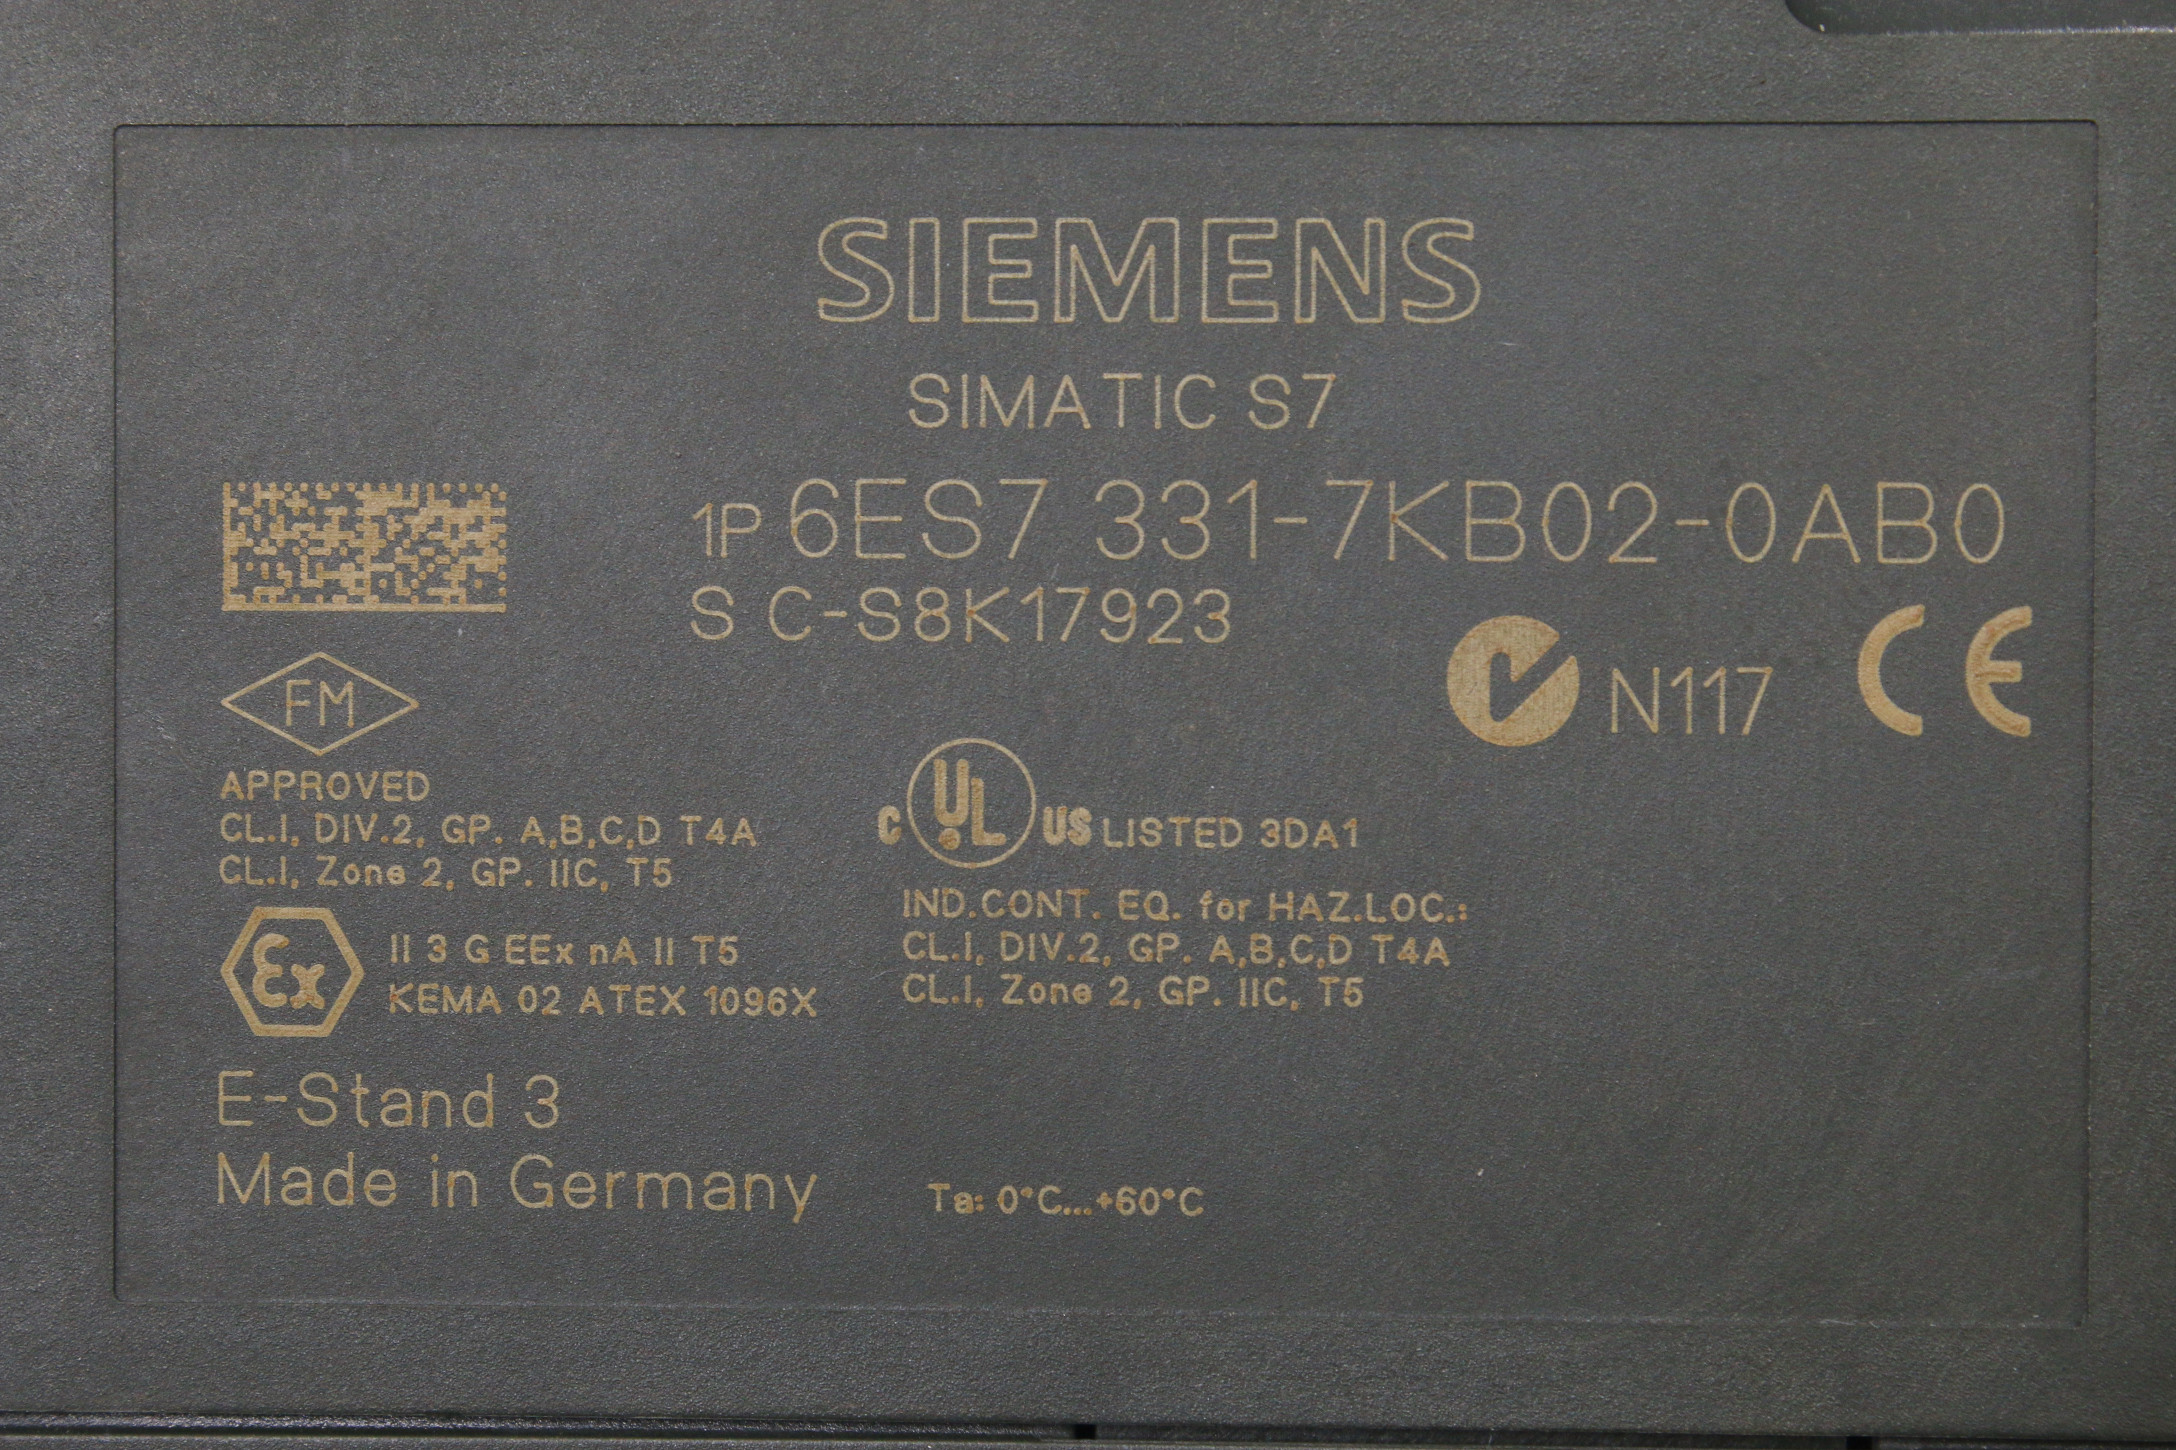 SIEMENS
SIMATIC S7
1P 6ES7 331-7KB02-0AB0
S C-S8K17923
N117 CE
FM
APPROVED
CL.I, DIV.2, GP. A,B,C,D T4A
CL.I, Zone 2, GP. IIC, T5
C UL US LISTED 3DA1
IND.CONT. EQ. for HAZ.LOC.:
CL.I, DIV.2, GP. A,B,C,D T4A
CL.I, Zone 2, GP. IIC, T5
Ex II 3 G EEx nA II T5
KEMA 02 ATEX 1096X
E-Stand 3
Made in Germany
Ta: 0°C...+60°C